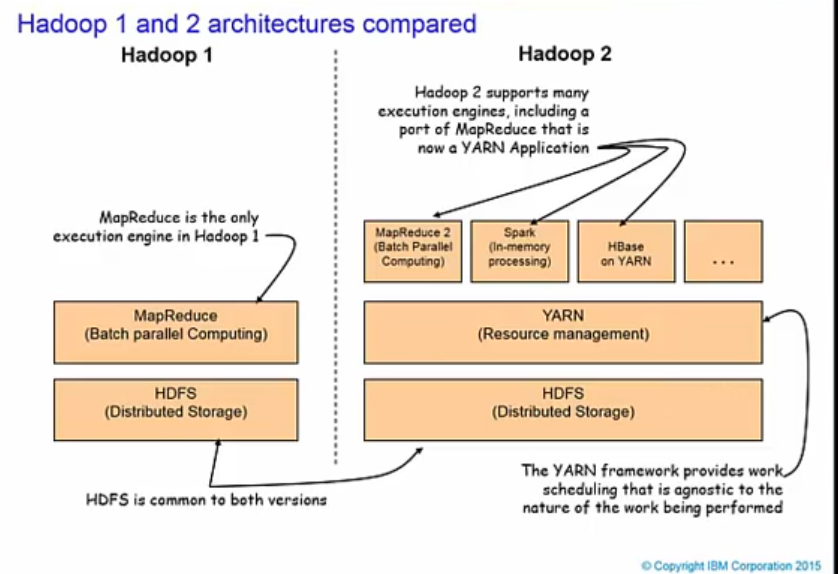 Hadoop 1 and 2 architectures compared
Hadoop 1
MapReduce is the only
execution engine in Hadoop 1
MapReduce
(Batch parallel Computing)
HDFS
(Distributed Storage)
HDFS is common to both versions
Hadoop 2
Hadoop 2 supports many
execution engines, including a
port of MapReduce that is
now a YARN Application
MapReduce 2
(Batch Parallel
Computing)
Spark
(In-memory
processing)
HBase
on YARN
...
YARN
(Resource management)
HDFS
(Distributed Storage)
The YARN framework provides work
scheduling that is agnostic to the
nature of the work being performed
© Copyright IBM Corporation 2015